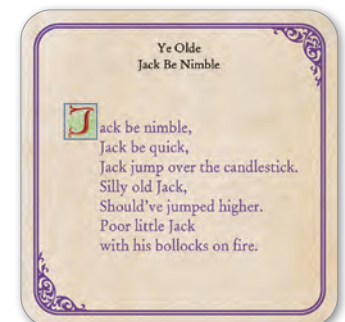 Ye Olde
Jack Be Nimble
Jack be nimble,
Jack be quick,
Jack jump over the candlestick.
Silly old Jack,
Should've jumped higher.
Poor little Jack
with his bollocks on fire.